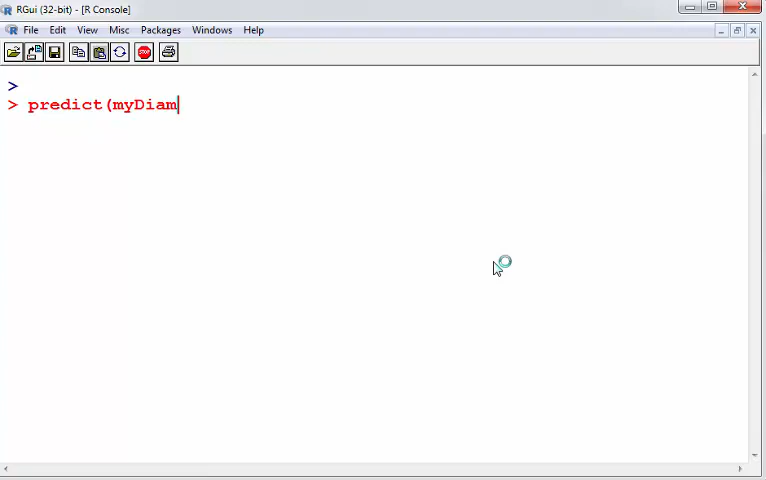 RGui (32-bit) - [R Console]
File Edit View Misc Packages Windows Help
>
> predict(myDiam